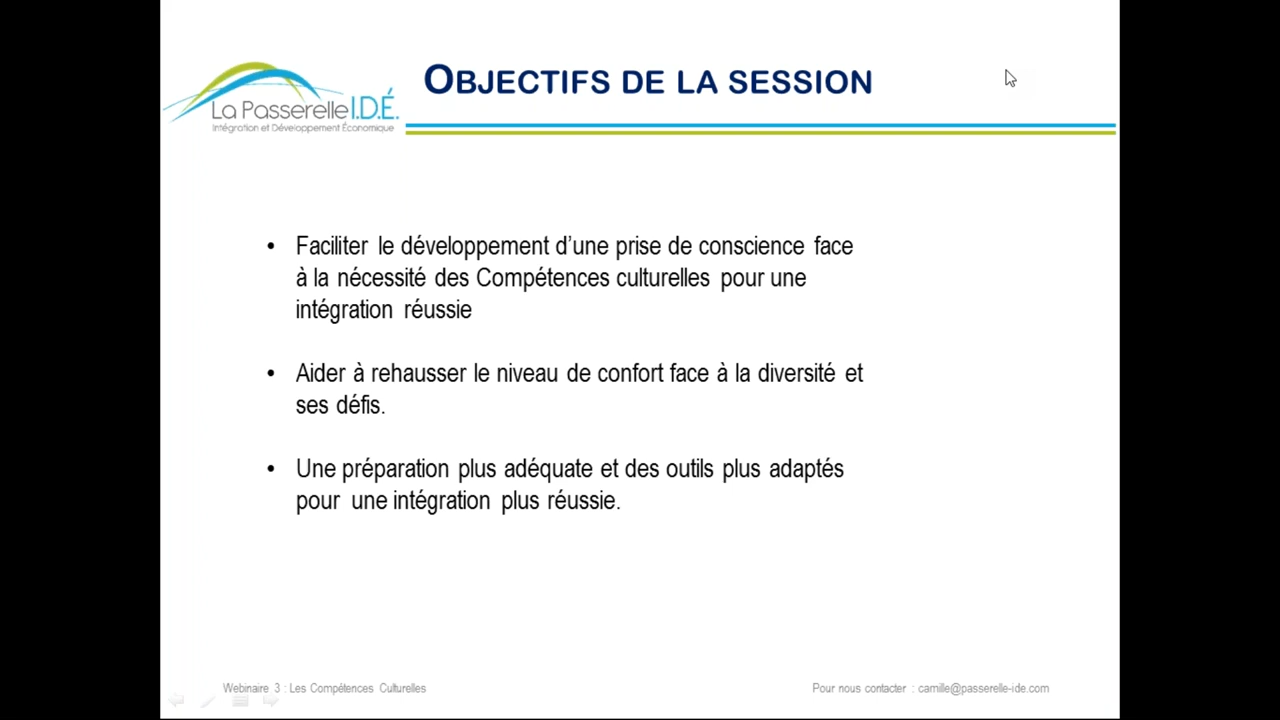 La Passerelle I.D.É.
Intégration et Développement Économique
OBJECTIFS DE LA SESSION
• Faciliter le développement d’une prise de conscience face
à la nécessité des Compétences culturelles pour une
intégration réussie
• Aider à rehausser le niveau de confort face à la diversité et
ses défis.
• Une préparation plus adéquate et des outils plus adaptés
pour une intégration plus réussie.
Webinaire 3 : Les Compétences Culturelles
Pour nous contacter : camille@passerelle-ide.com